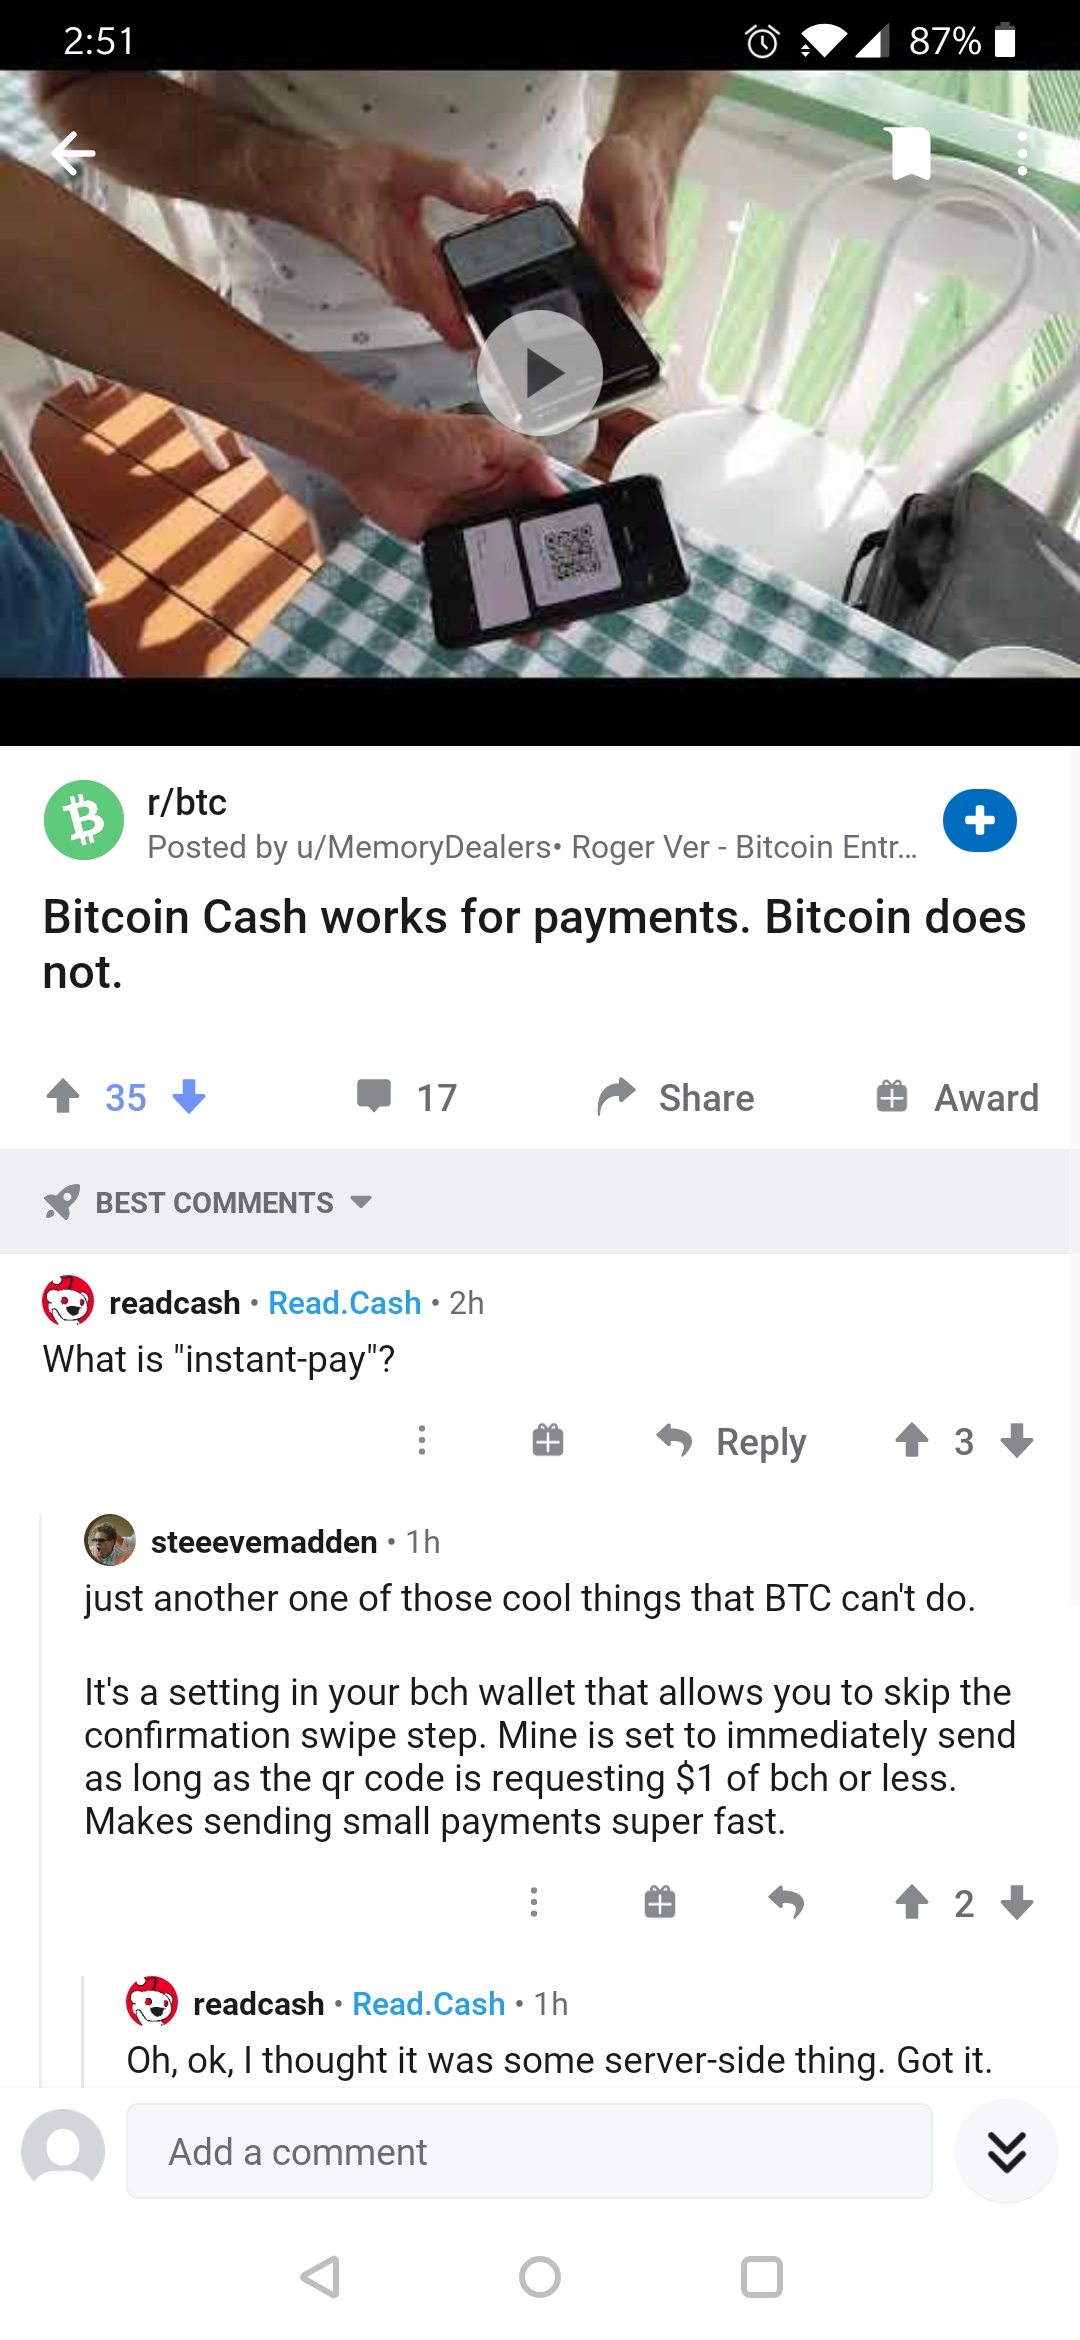 2:51
87%
r/btc
Posted by u/MemoryDealers• Roger Ver - Bitcoin Entr...
Bitcoin Cash works for payments. Bitcoin does
not.
35
17
Share
Award
BEST COMMENTS
readcash • Read.Cash • 2h
What is "instant-pay"?
Reply
3
steeevemadden • 1h
just another one of those cool things that BTC can't do.
It's a setting in your bch wallet that allows you to skip the
confirmation swipe step. Mine is set to immediately send
as long as the qr code is requesting $1 of bch or less.
Makes sending small payments super fast.
2
readcash • Read.Cash • 1h
Oh, ok, I thought it was some server-side thing. Got it.
Add a comment